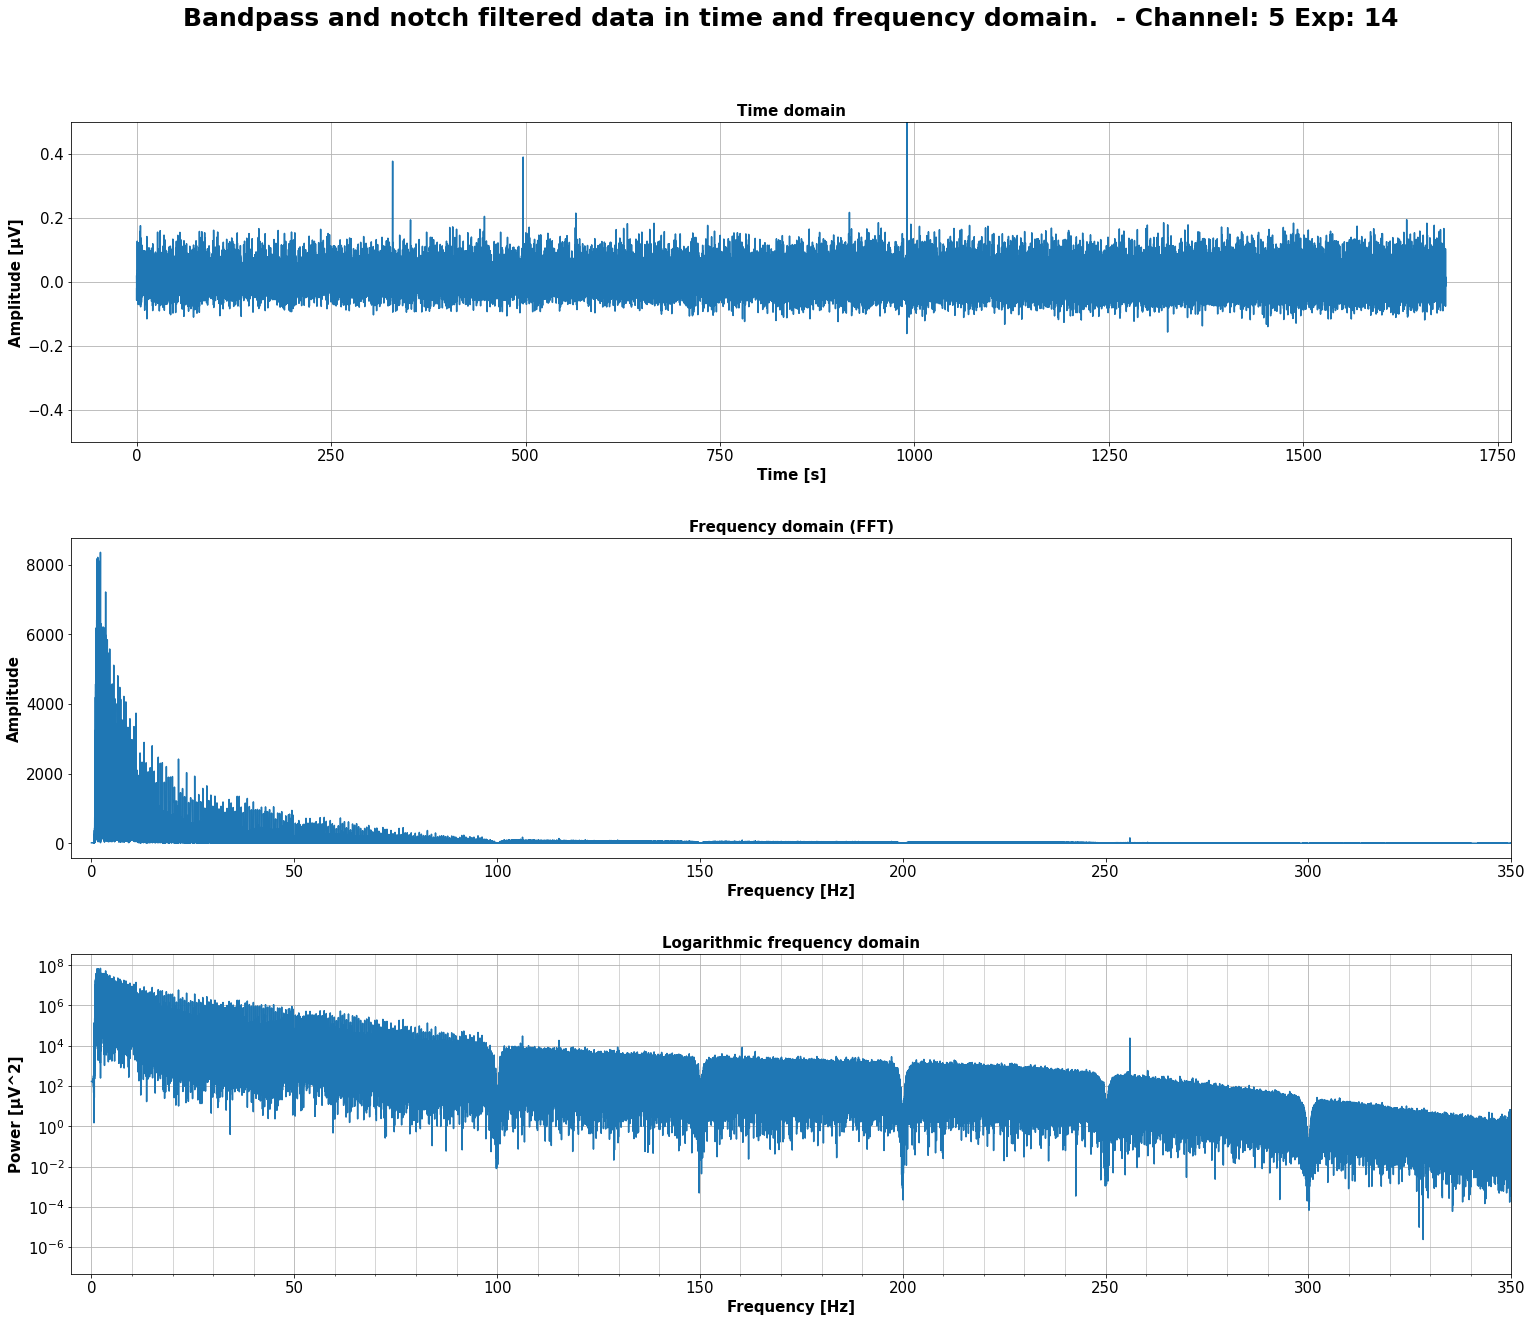 Bandpass and notch filtered data in time and frequency domain.  - Channel: 5 Exp: 14
Time domain
Amplitude [µV]
0.4
0.2
0.0
−0.2
−0.4
0 250 500 750 1000 1250 1500 1750
Time [s]
Frequency domain (FFT)
Amplitude
8000
6000
4000
2000
0
0 50 100 150 200 250 300 350
Frequency [Hz]
Logarithmic frequency domain
Power [µV^2]
10^8
10^6
10^4
10^2
10^0
10^−2
10^−4
10^−6
0 50 100 150 200 250 300 350
Frequency [Hz]